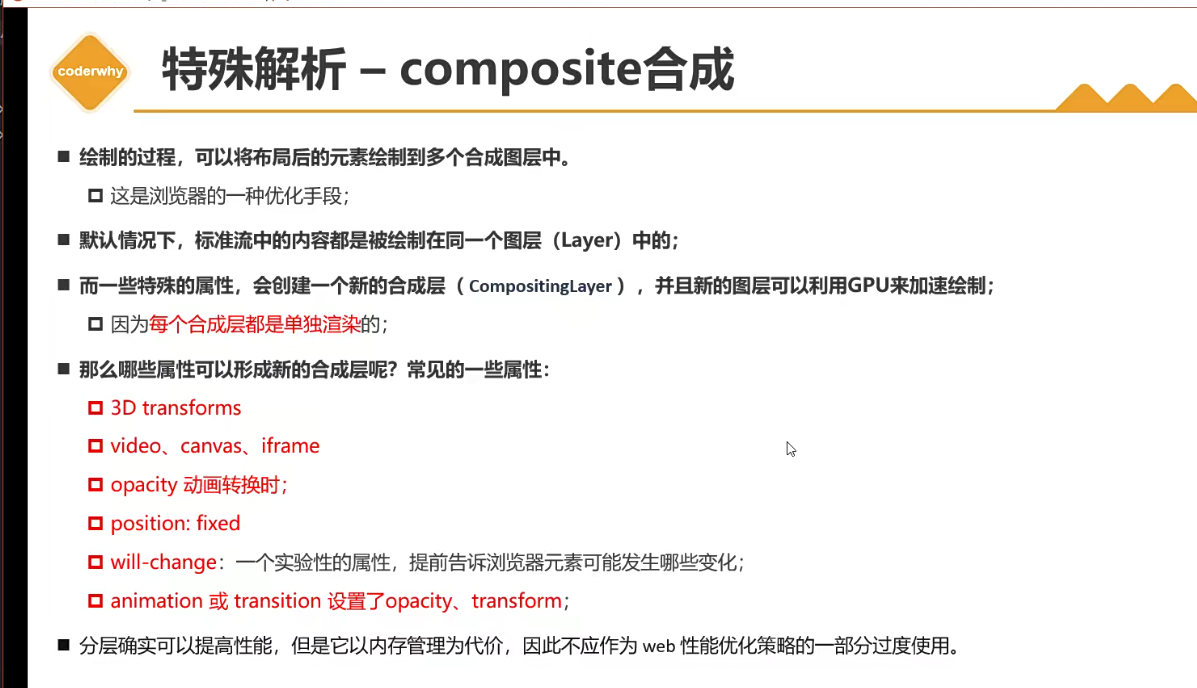 coderwhy
特殊解析 – composite合成
■ 绘制的过程，可以将布局后的元素绘制到多个合成图层中。
这是浏览器的一种优化手段；
■ 默认情况下，标准流中的内容都是被绘制在同一个图层（Layer）中的；
■ 而一些特殊的属性，会创建一个新的合成层（ CompositingLayer ），并且新的图层可以利用GPU来加速绘制；
因为每个合成层都是单独渲染的；
■ 那么哪些属性可以形成新的合成层呢？常见的一些属性：
3D transforms
video、canvas、iframe
opacity 动画转换时；
position: fixed
will-change：一个实验性的属性，提前告诉浏览器元素可能发生哪些变化；
animation 或 transition 设置了opacity、transform；
■ 分层确实可以提高性能，但是它以内存管理为代价，因此不应作为 web 性能优化策略的一部分过度使用。